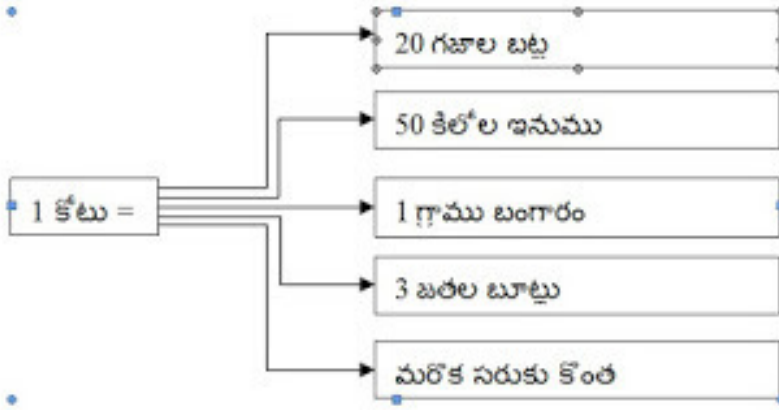 20 గజాల బట్ట
50 కిలోల ఇనుము
1 కోటు =
1 గ్రాము బంగారం
3 జతల బూట్లు
మరొక సరుకు కొంత